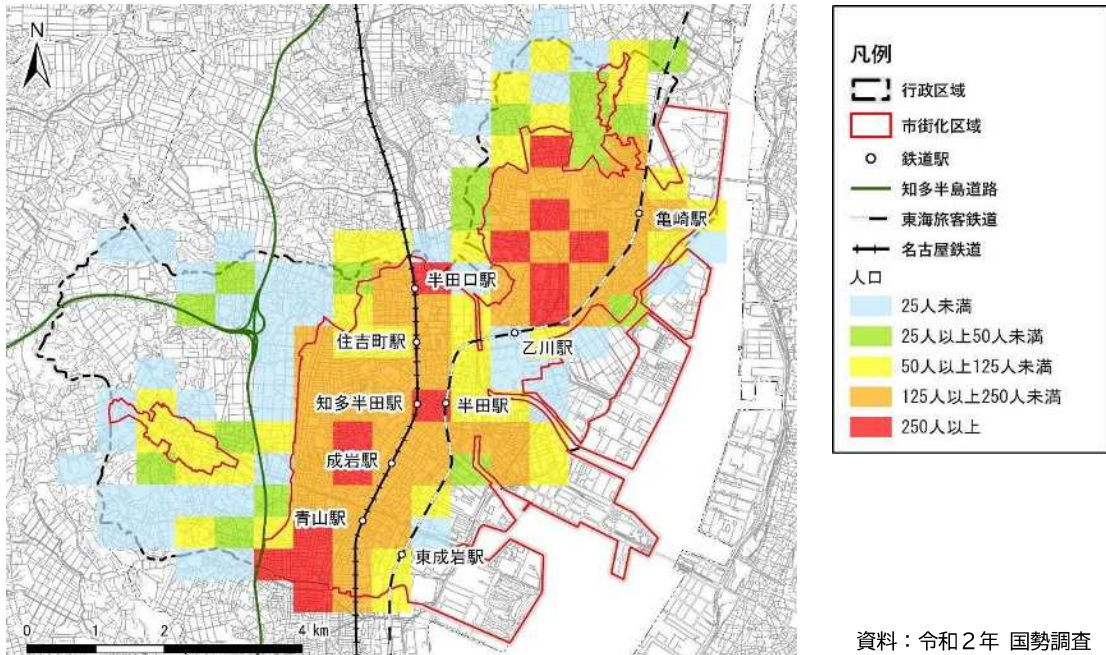 N
亀崎駅
半田口駅
住吉町駅
乙川駅
知多半田駅
半田駅
成岩駅
青山駅
東成岩駅
0 1 2 4 km
凡例
行政区域
市街化区域
鉄道駅
知多半島道路
東海旅客鉄道
名古屋鉄道
人口
25人未満
25人以上50人未満
50人以上125人未満
125人以上250人未満
250人以上
資料：令和2年 国勢調査